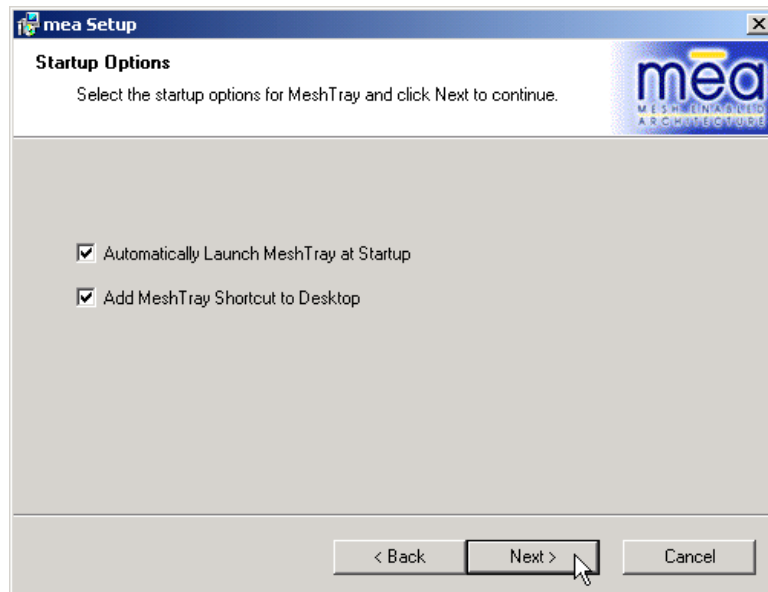 mea Setup
Startup Options
Select the startup options for MeshTray and click Next to continue.
mēa
MESH ENABLED
ARCHITECTURE
Automatically Launch MeshTray at Startup
Add MeshTray Shortcut to Desktop
< Back
Next >
Cancel